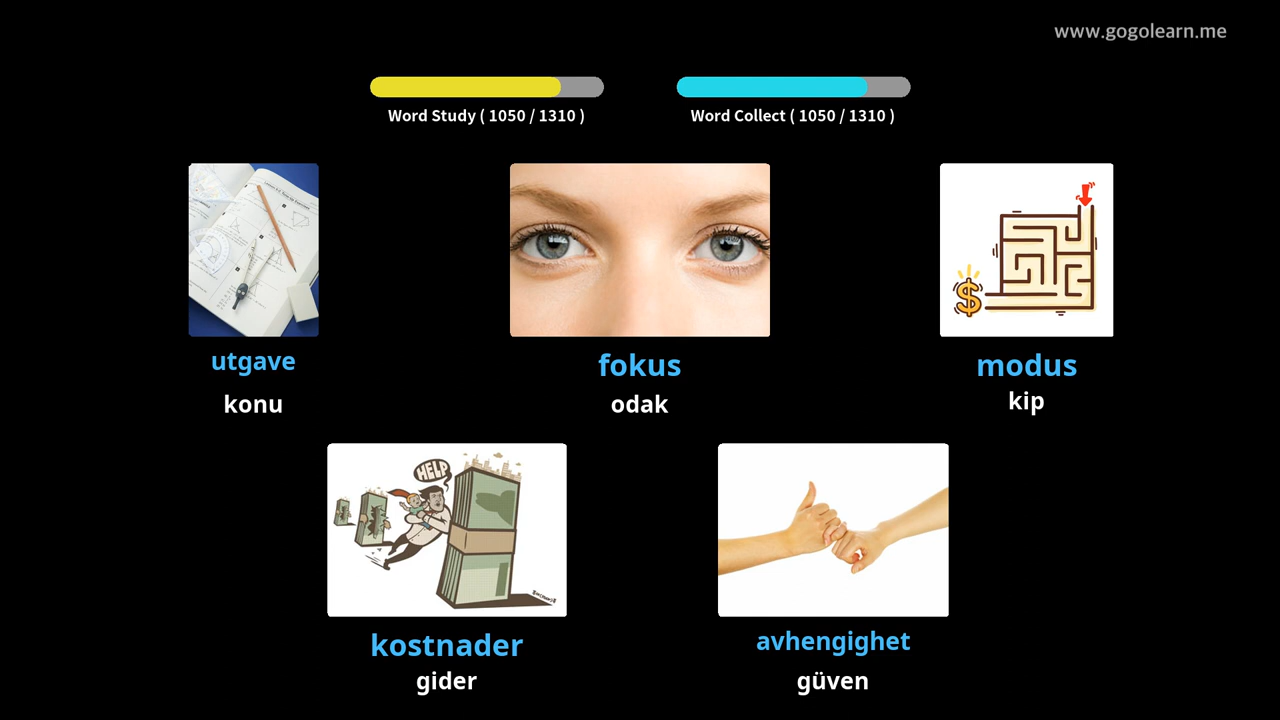 www.gogolearn.me
Word Study ( 1050 / 1310 )
Word Collect ( 1050 / 1310 )
utgave
konu
fokus
odak
modus
kip
HELP
kostnader
gider
avhengighet
güven